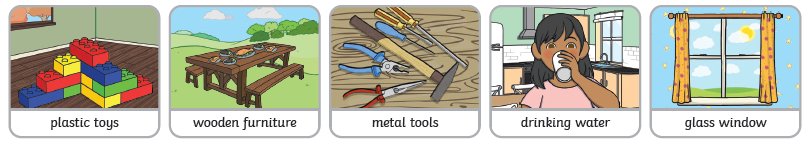 plastic toys
wooden furniture
metal tools
drinking water
glass window